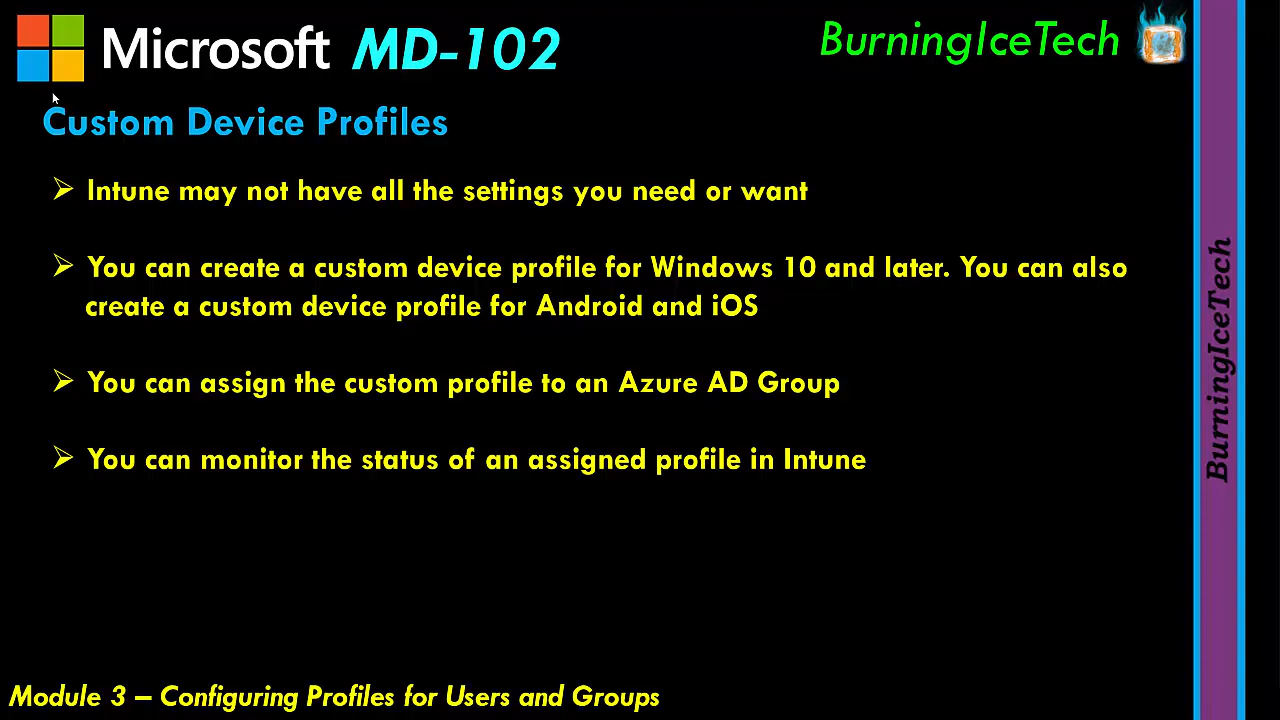 Microsoft MD-102
BurningIceTech
Custom Device Profiles
➢ Intune may not have all the settings you need or want
➢ You can create a custom device profile for Windows 10 and later. You can also
create a custom device profile for Android and iOS
➢ You can assign the custom profile to an Azure AD Group
➢ You can monitor the status of an assigned profile in Intune
BurningIceTech
Module 3 – Configuring Profiles for Users and Groups